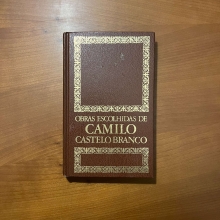 OBRAS ESCOLHIDAS DE
CAMILO
CASTELO BRANCO